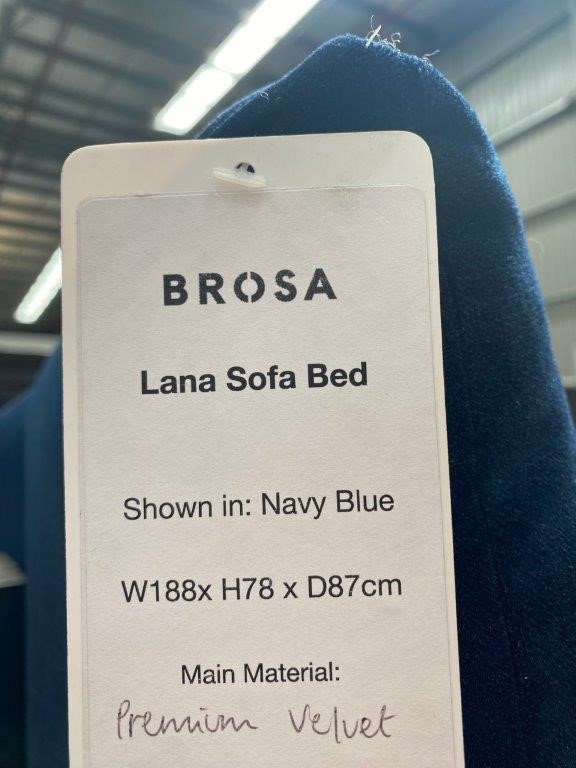 BROSA
Lana Sofa Bed
Shown in: Navy Blue
W188x H78 x D87cm
Main Material:
Premium Velvet